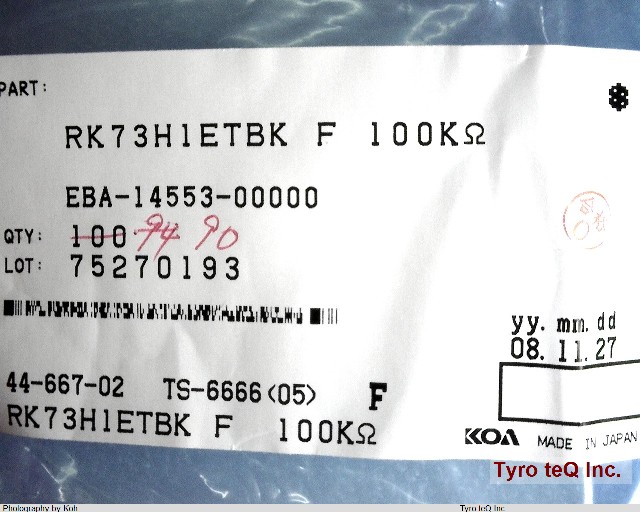 PART:
RK73H1ETBK F 100KΩ
EBA-14553-00000
QTY: 100 94 90
LOT: 75270193
yy. mm. dd
08. 11. 27
44-667-02 TS-6666(05) F
RK73H1ETBK F 100KΩ
KOA MADE IN JAPAN
Tyro teQ Inc.
Photography by Koh Tyro teQ Inc